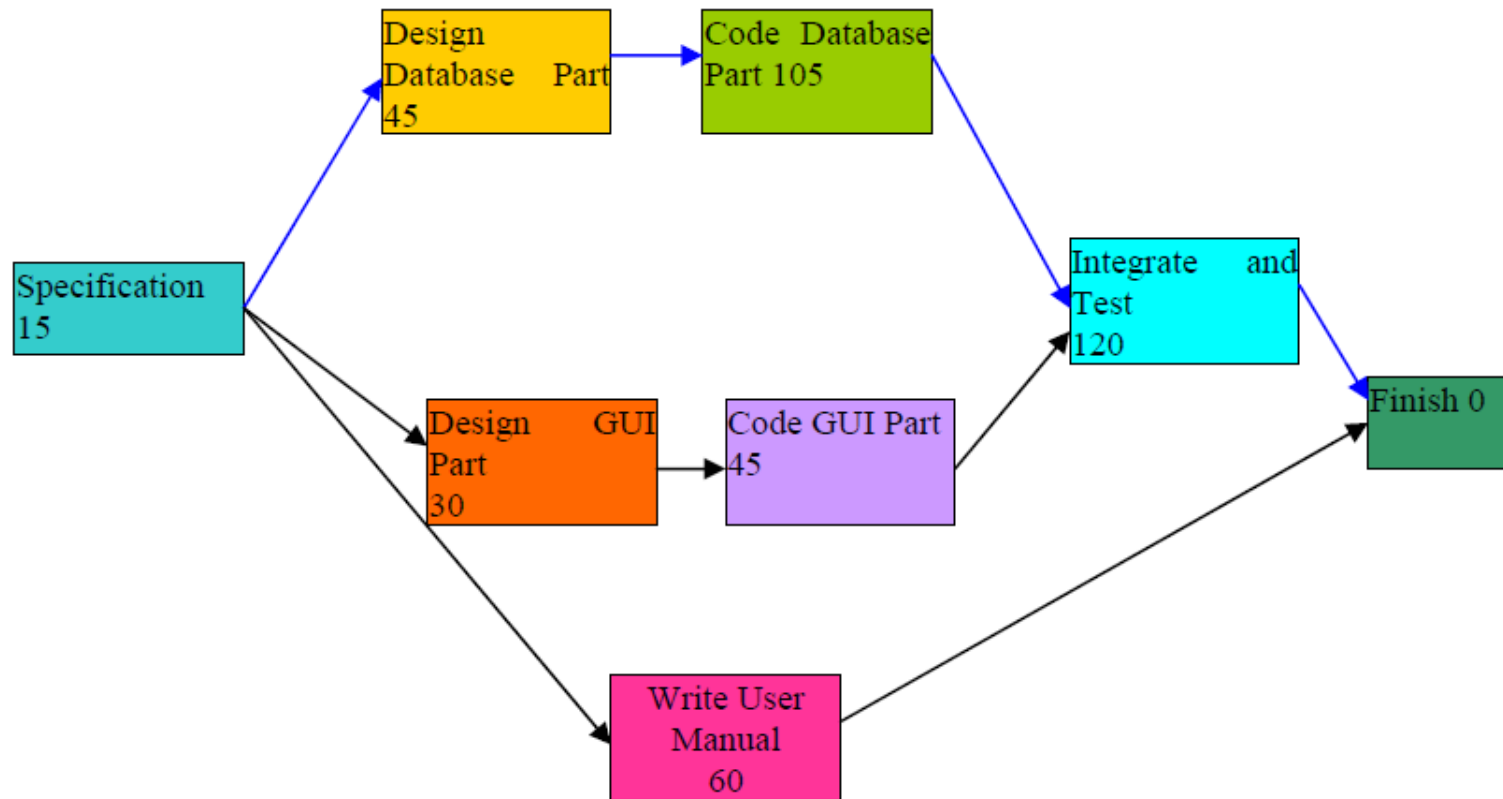 Design
Database Part
45
Code Database
Part 105
Specification
15
Integrate and
Test
120
Design GUI
Part
30
Code GUI Part
45
Finish 0
Write User
Manual
60